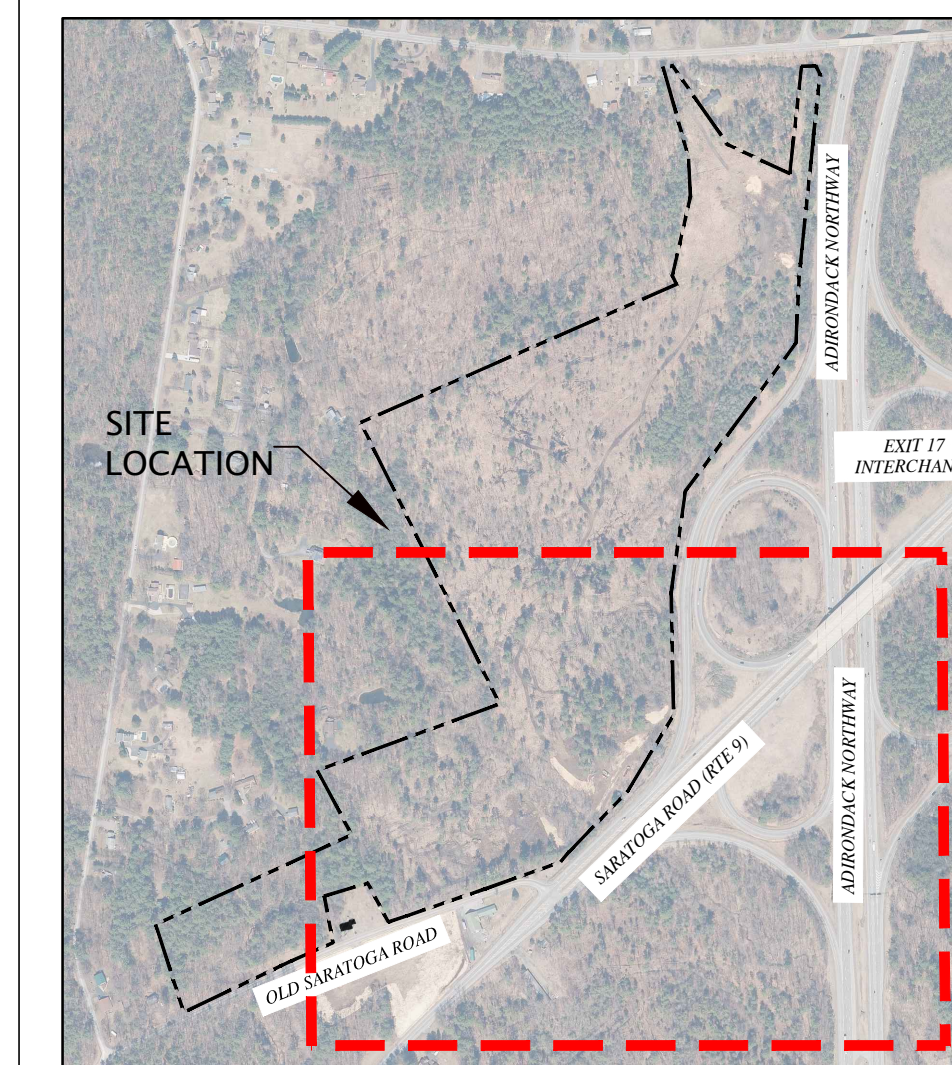 ADIRONDACK NORTHWAY
SITE
LOCATION
EXIT 17
INTERCHAN
SARATOGA ROAD (RTE 9)
ADIRONDACK NORTHWAY
OLD SARATOGA ROAD